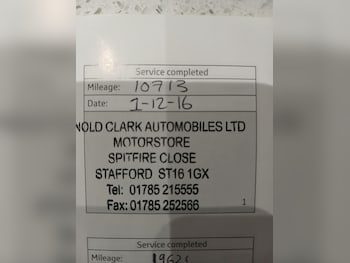 Service completed
Mileage: 10713
Date: 1-12-16
NOLD CLARK AUTOMOBILES LTD
MOTORSTORE
SPITFIRE CLOSE
STAFFORD ST16 1GX
Tel: 01785 215555
Fax: 01785 252566
1
Service completed
Mileage: